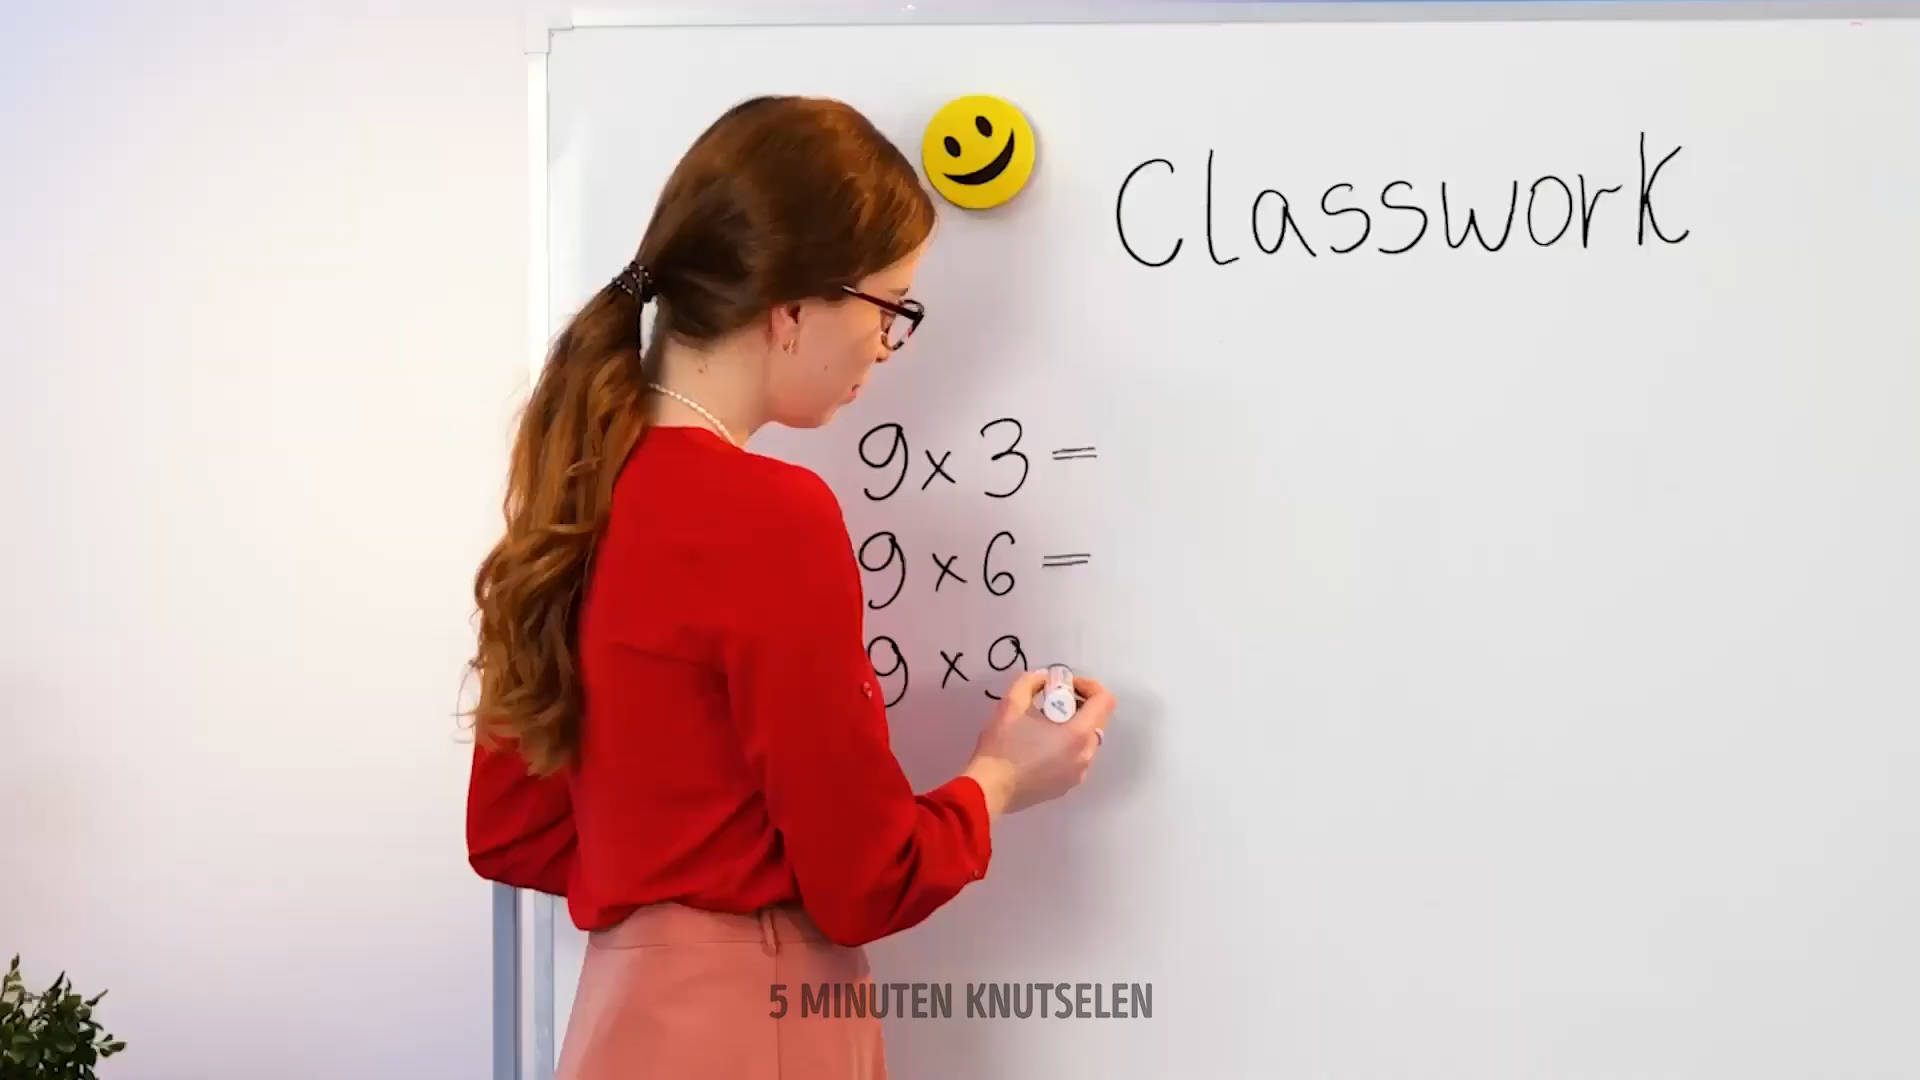 Classwork
9 x 3 =
9 x 6 =
9 x 9
5 MINUTEN KNUTSELEN